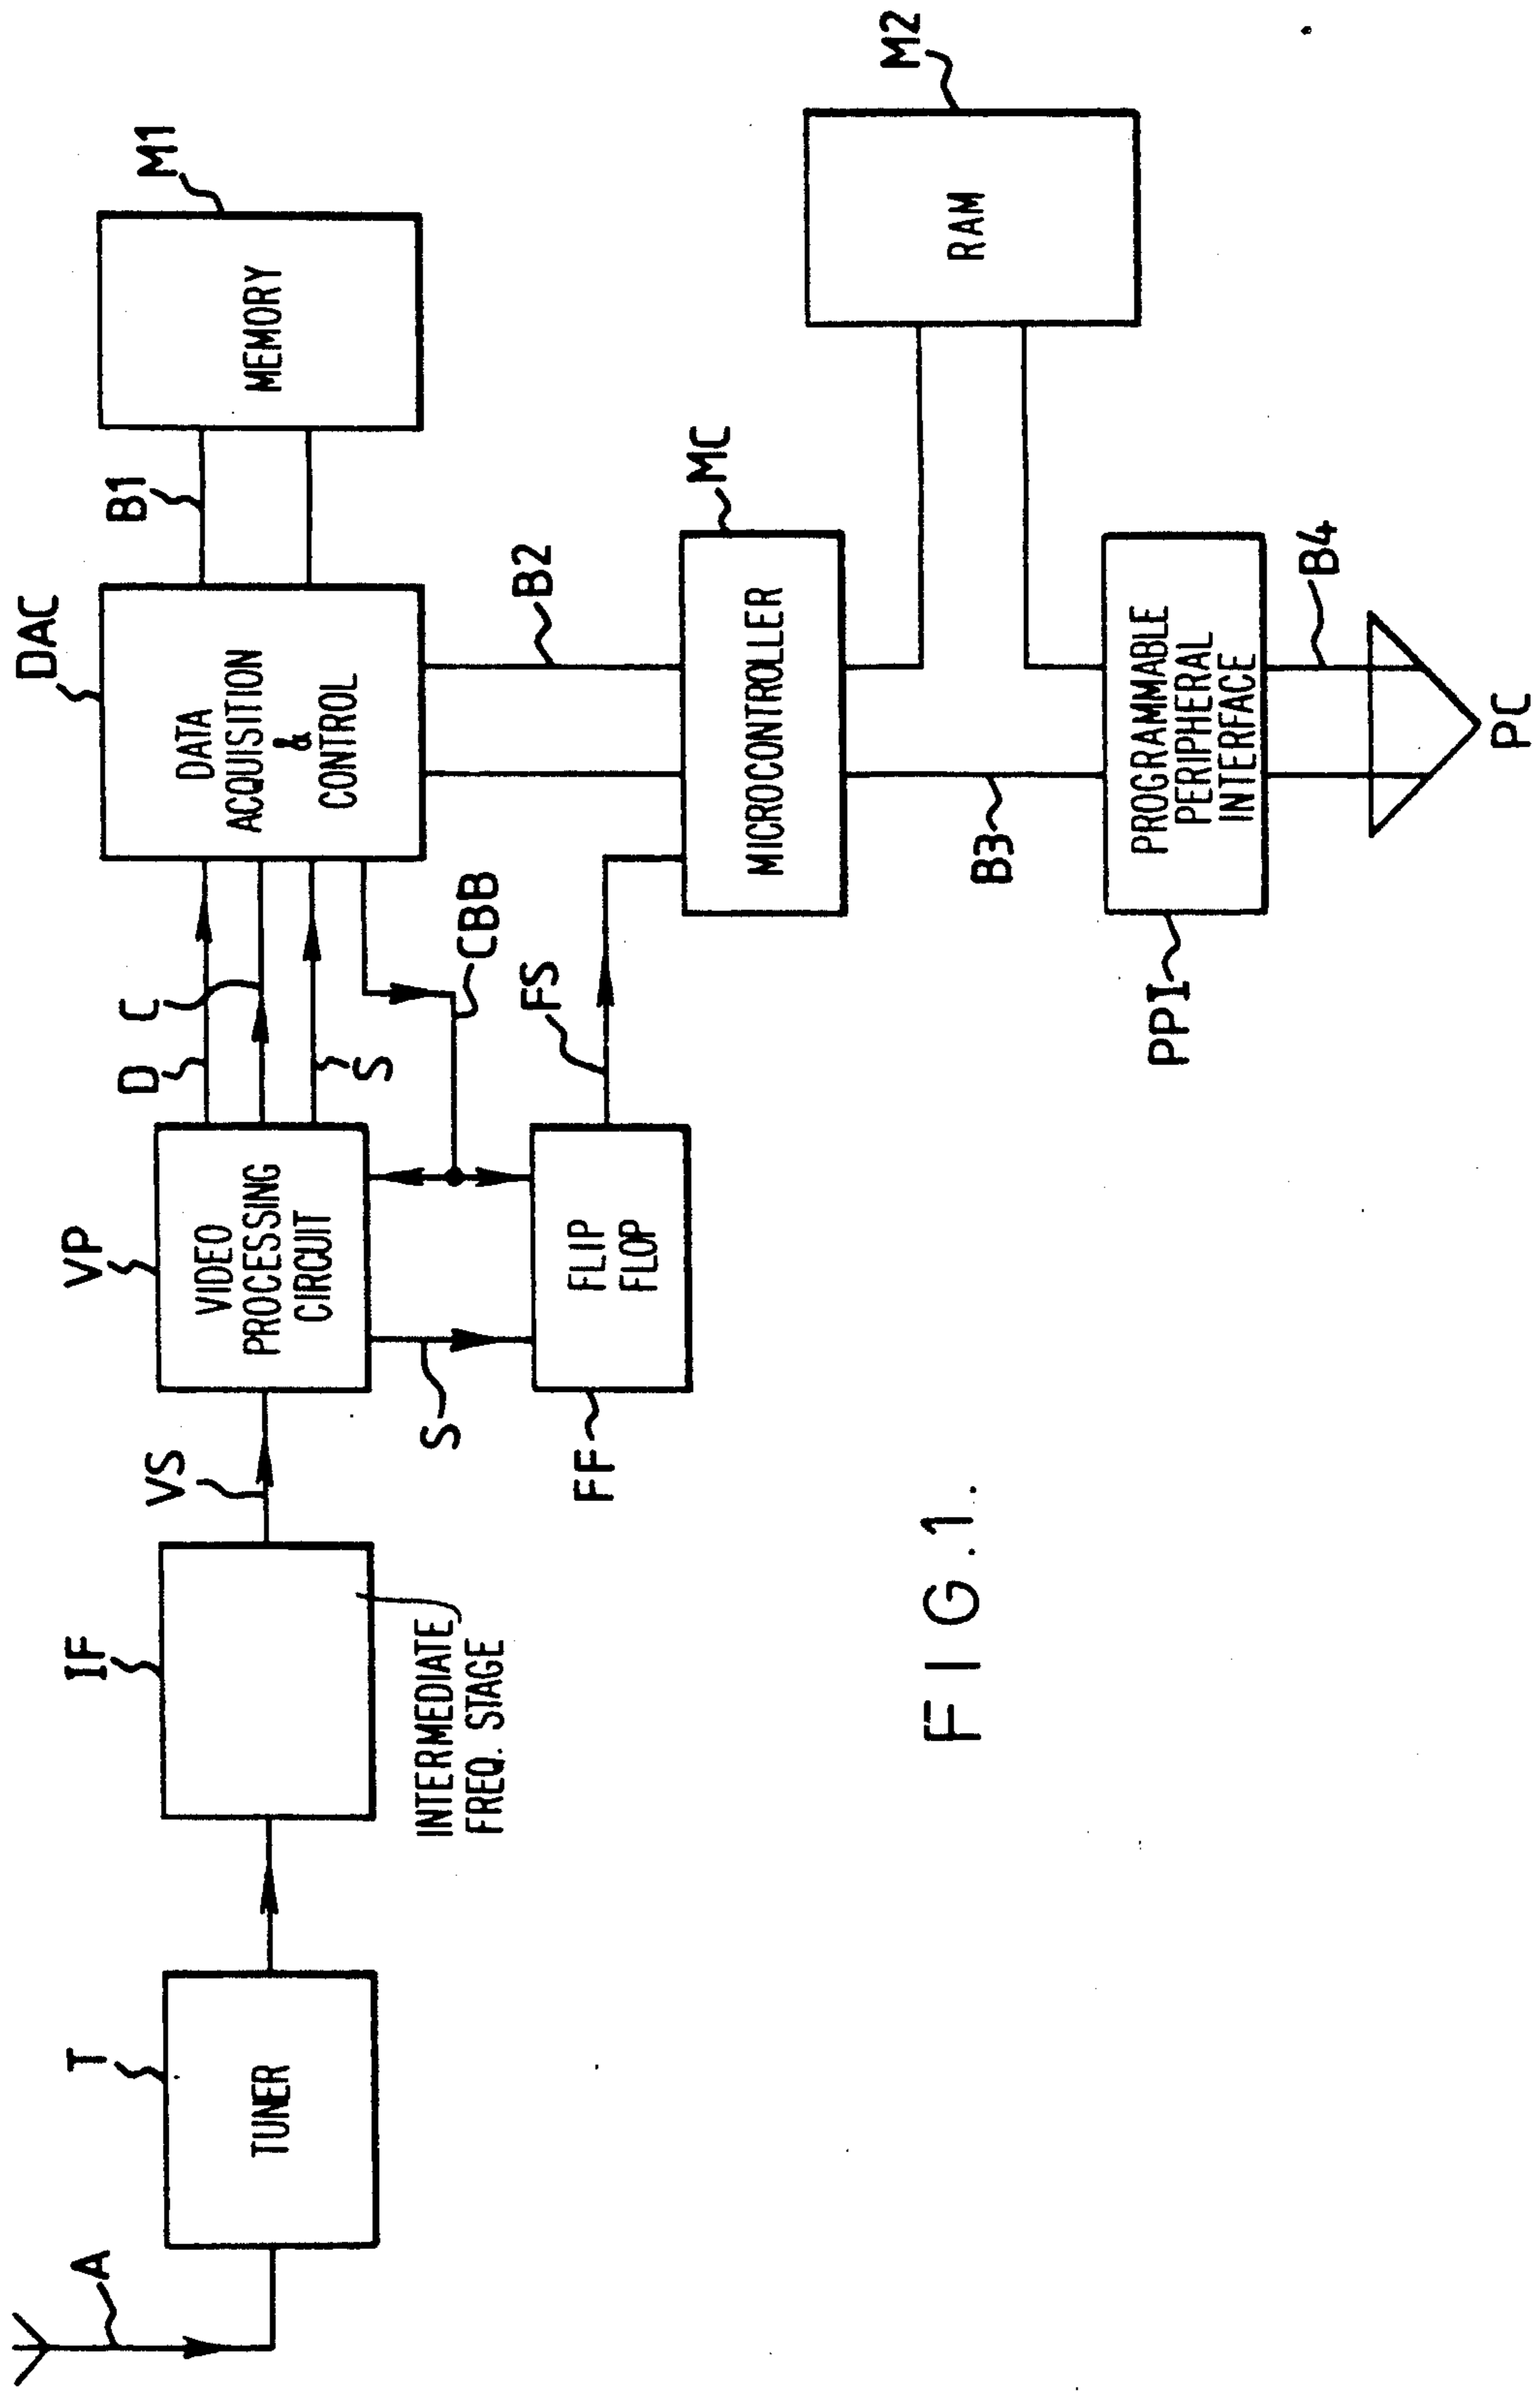 A
T
TUNER
IF
INTERMEDIATE
FREQ. STAGE
VS
VP
VIDEO
PROCESSING
CIRCUIT
D
C
S
S
CBB
FF
FLIP
FLOP
FS
DAC
DATA
ACQUISITION
&
CONTROL
B1
M1
MEMORY
B2
MC
MICROCONTROLLER
M2
RAM
B3
PPI
PROGRAMMABLE
PERIPHERAL
INTERFACE
B4
PC
FIG.1.